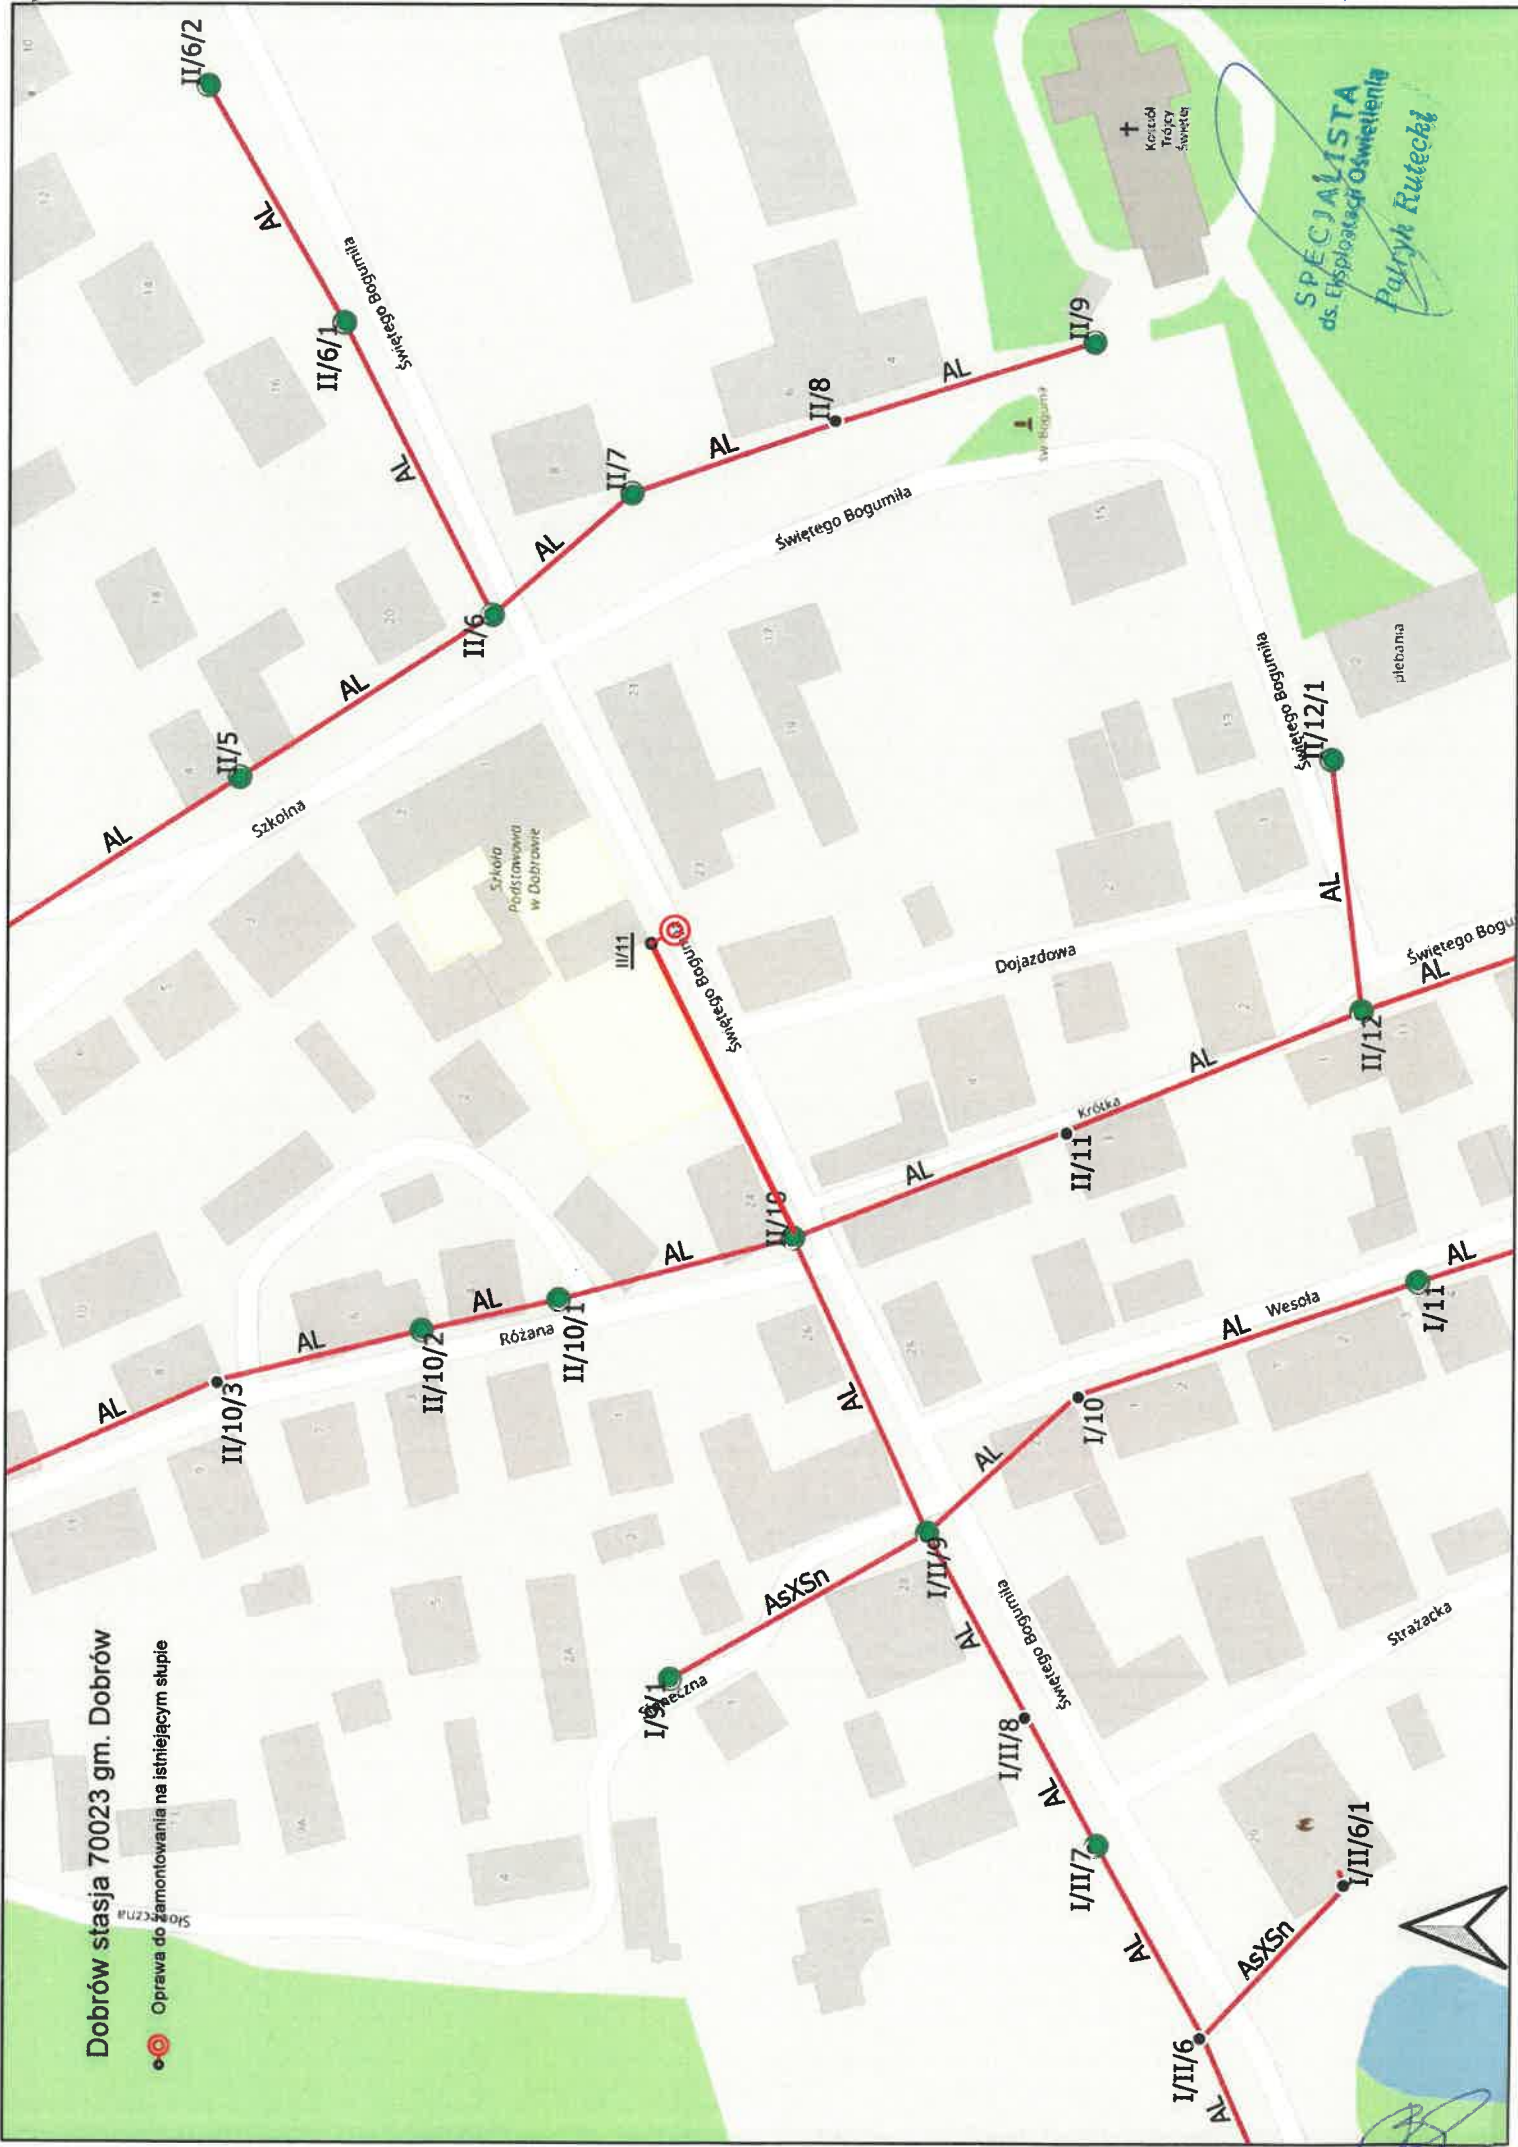 Dobrów stasja 70023 gm. Dobrów
Oprawa do zamontowania na istniejącym słupie
Słoneczna
I/II/6
AL
AL
AsXSn
I/II/6/1
I/II/7
AL
I/II/8
AL
Świętego Bogumiła
Strażacka
I/9/1
AsXSn
I/II/9
AL
AL
I/10
AL
Wesoła
I/11
AL
AL
II/10/3
AL
II/10/2
AL
II/10/1
Różana
AL
II/10
AL
II/11
Krótka
AL
II/12
AL
AL
II/12/1
Świętego Bogumiła
Świętego Bogumiła
Dojazdowa
II/11
Świętego Bogumiła
Szkoła
Podstawowa
w Dobrowie
Szkolna
AL
II/5
AL
II/6
AL
II/7
AL
II/8
AL
II/9
Świętego Bogumiła
Św. Boguma
AL
II/6/1
AL
II/6/2
Świętego Bogumiła
plebania
Kościół
Trójcy
Świętej
SPECJALISTA
ds. Eksploatacji Oświetlenia
Patryk Rutecki